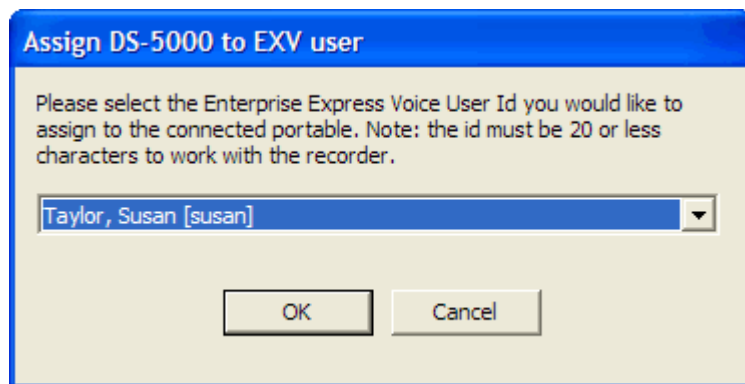 Assign DS-5000 to EXV user
Please select the Enterprise Express Voice User Id you would like to
assign to the connected portable. Note: the id must be 20 or less
characters to work with the recorder.
Taylor, Susan [susan]
OK Cancel